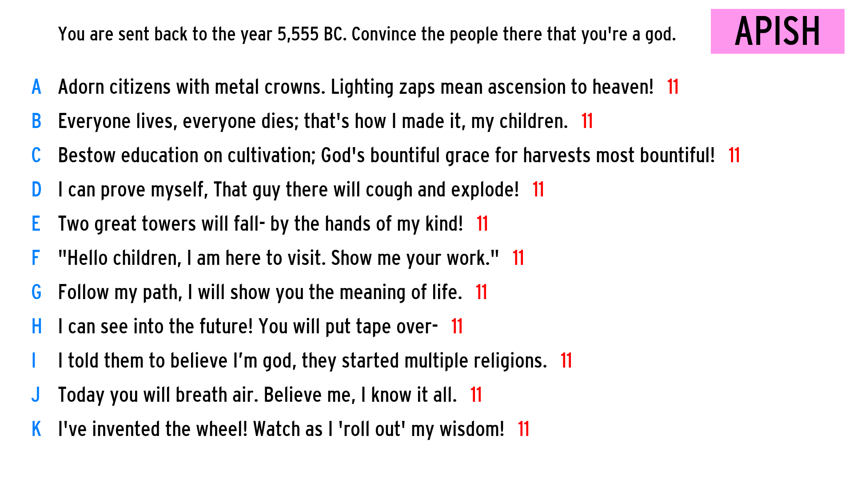 You are sent back to the year 5,555 BC. Convince the people there that you're a god.
APISH
A Adorn citizens with metal crowns. Lighting zaps mean ascension to heaven! 11
B Everyone lives, everyone dies; that's how I made it, my children. 11
C Bestow education on cultivation; God's bountiful grace for harvests most bountiful! 11
D I can prove myself, That guy there will cough and explode! 11
E Two great towers will fall- by the hands of my kind! 11
F "Hello children, I am here to visit. Show me your work." 11
G Follow my path, I will show you the meaning of life. 11
H I can see into the future! You will put tape over- 11
I I told them to believe I’m god, they started multiple religions. 11
J Today you will breath air. Believe me, I know it all. 11
K I've invented the wheel! Watch as I 'roll out' my wisdom! 11